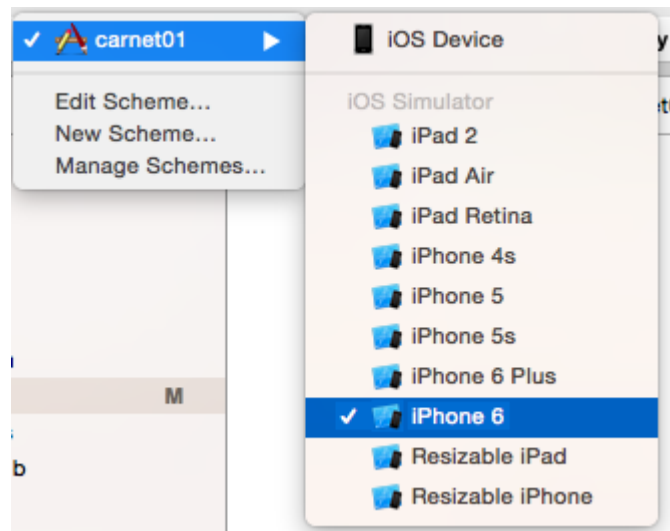 carnet01
Edit Scheme...
New Scheme...
Manage Schemes...
M
b
iOS Device
iOS Simulator
iPad 2
iPad Air
iPad Retina
iPhone 4s
iPhone 5
iPhone 5s
iPhone 6 Plus
iPhone 6
Resizable iPad
Resizable iPhone
y